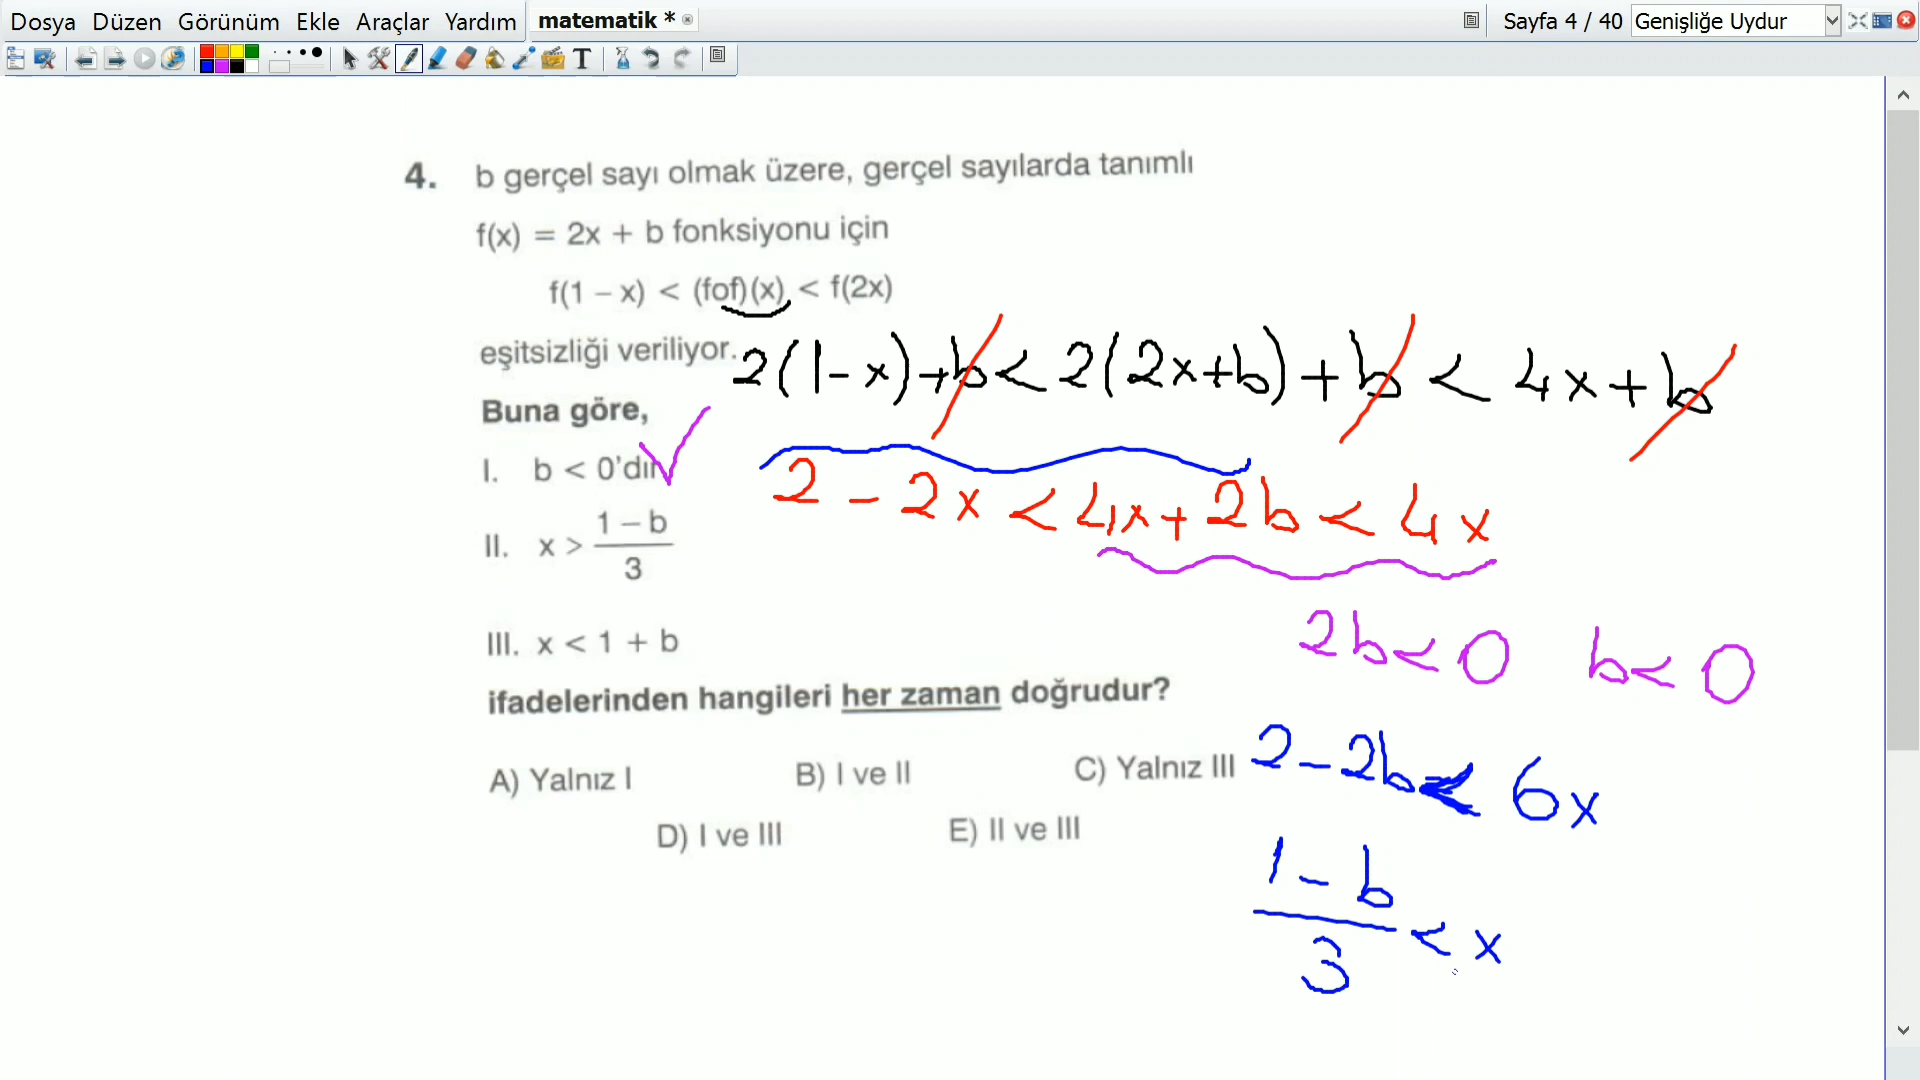 Dosya Düzen Görünüm Ekle Araçlar Yardım matematik * Sayfa 4 / 40 Genişliğe Uydur
4. b gerçel sayı olmak üzere, gerçel sayılarda tanımlı
f(x) = 2x + b fonksiyonu için
f(1 – x) < (fof)(x) < f(2x)
eşitsizliği veriliyor.
2(1-x)+b<2(2x+b)+b<4x+b
Buna göre,
I. b < 0'dır
2-2x<4x+2b<4x
II. x > (1 – b)/3
2b<0 b<0
III. x < 1 + b
ifadelerinden hangileri her zaman doğrudur?
2-2b<6x
A) Yalnız I B) I ve II C) Yalnız III
D) I ve III E) II ve III
(1-b)/3 < x